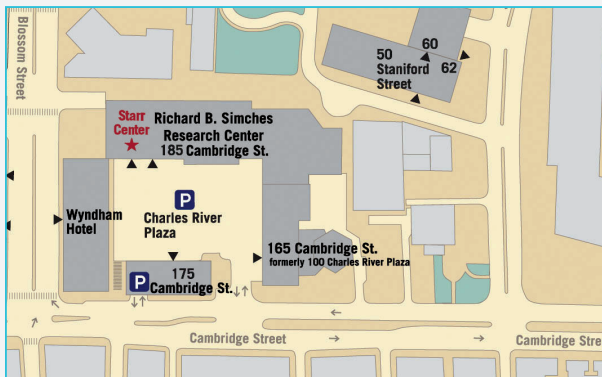 Blossom Street
60
50
62
Staniford
Street
Starr
Center
Richard B. Simches
Research Center
185 Cambridge St.
P
Charles River
Plaza
Wyndham
Hotel
165 Cambridge St.
formerly 100 Charles River Plaza
P
175
Cambridge St.
Cambridge Street
Cambridge Street